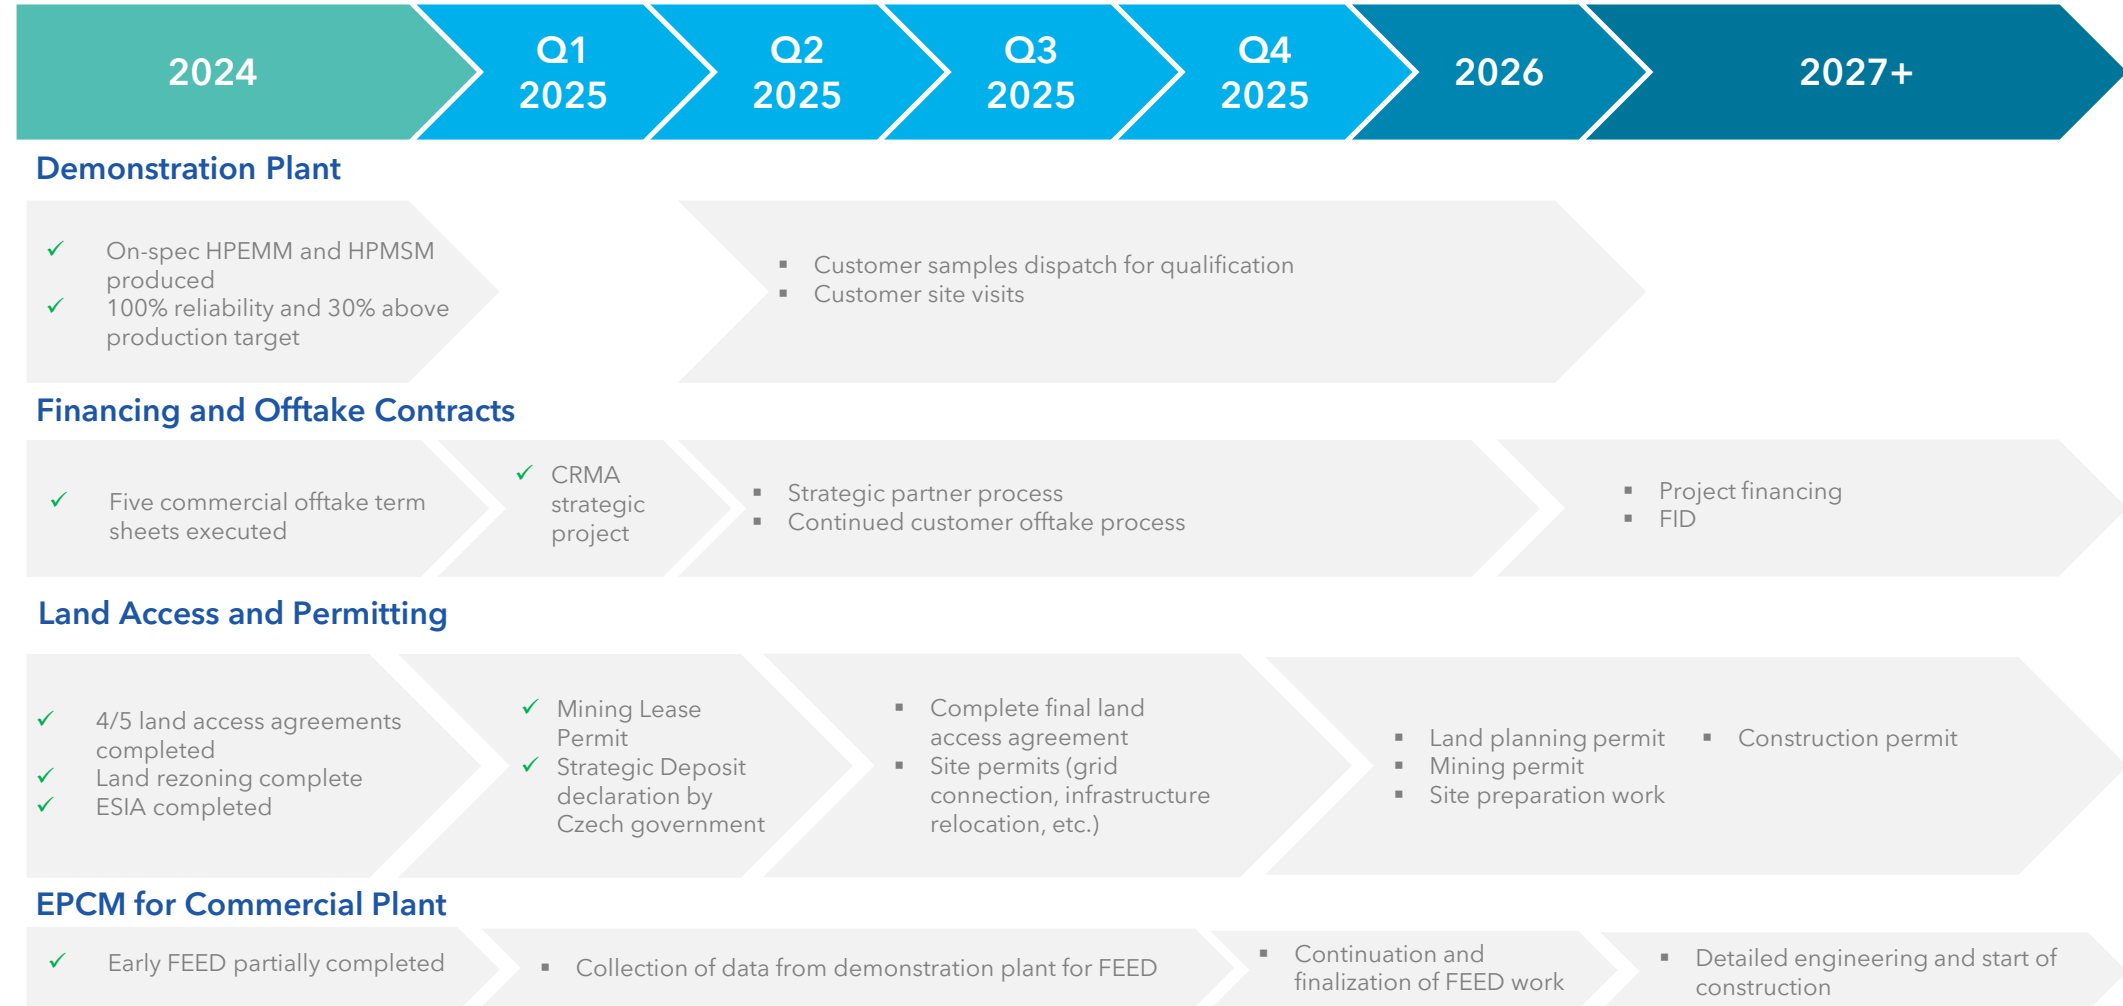 2024
Q1
2025
Q2
2025
Q3
2025
Q4
2025
2026
2027+
Demonstration Plant
✓ On-spec HPEMM and HPMSM
produced
✓ 100% reliability and 30% above
production target
▪ Customer samples dispatch for qualification
▪ Customer site visits
Financing and Offtake Contracts
✓ Five commercial offtake term
sheets executed
✓ CRMA
strategic
project
▪ Strategic partner process
▪ Continued customer offtake process
▪ Project financing
▪ FID
Land Access and Permitting
✓ 4/5 land access agreements
completed
✓ Land rezoning complete
✓ ESIA completed
✓ Mining Lease
Permit
✓ Strategic Deposit
declaration by
Czech government
▪ Complete final land
access agreement
▪ Site permits (grid
connection, infrastructure
relocation, etc.)
▪ Land planning permit
▪ Mining permit
▪ Site preparation work
▪ Construction permit
EPCM for Commercial Plant
✓ Early FEED partially completed
▪ Collection of data from demonstration plant for FEED
▪ Continuation and
finalization of FEED work
▪ Detailed engineering and start of
construction